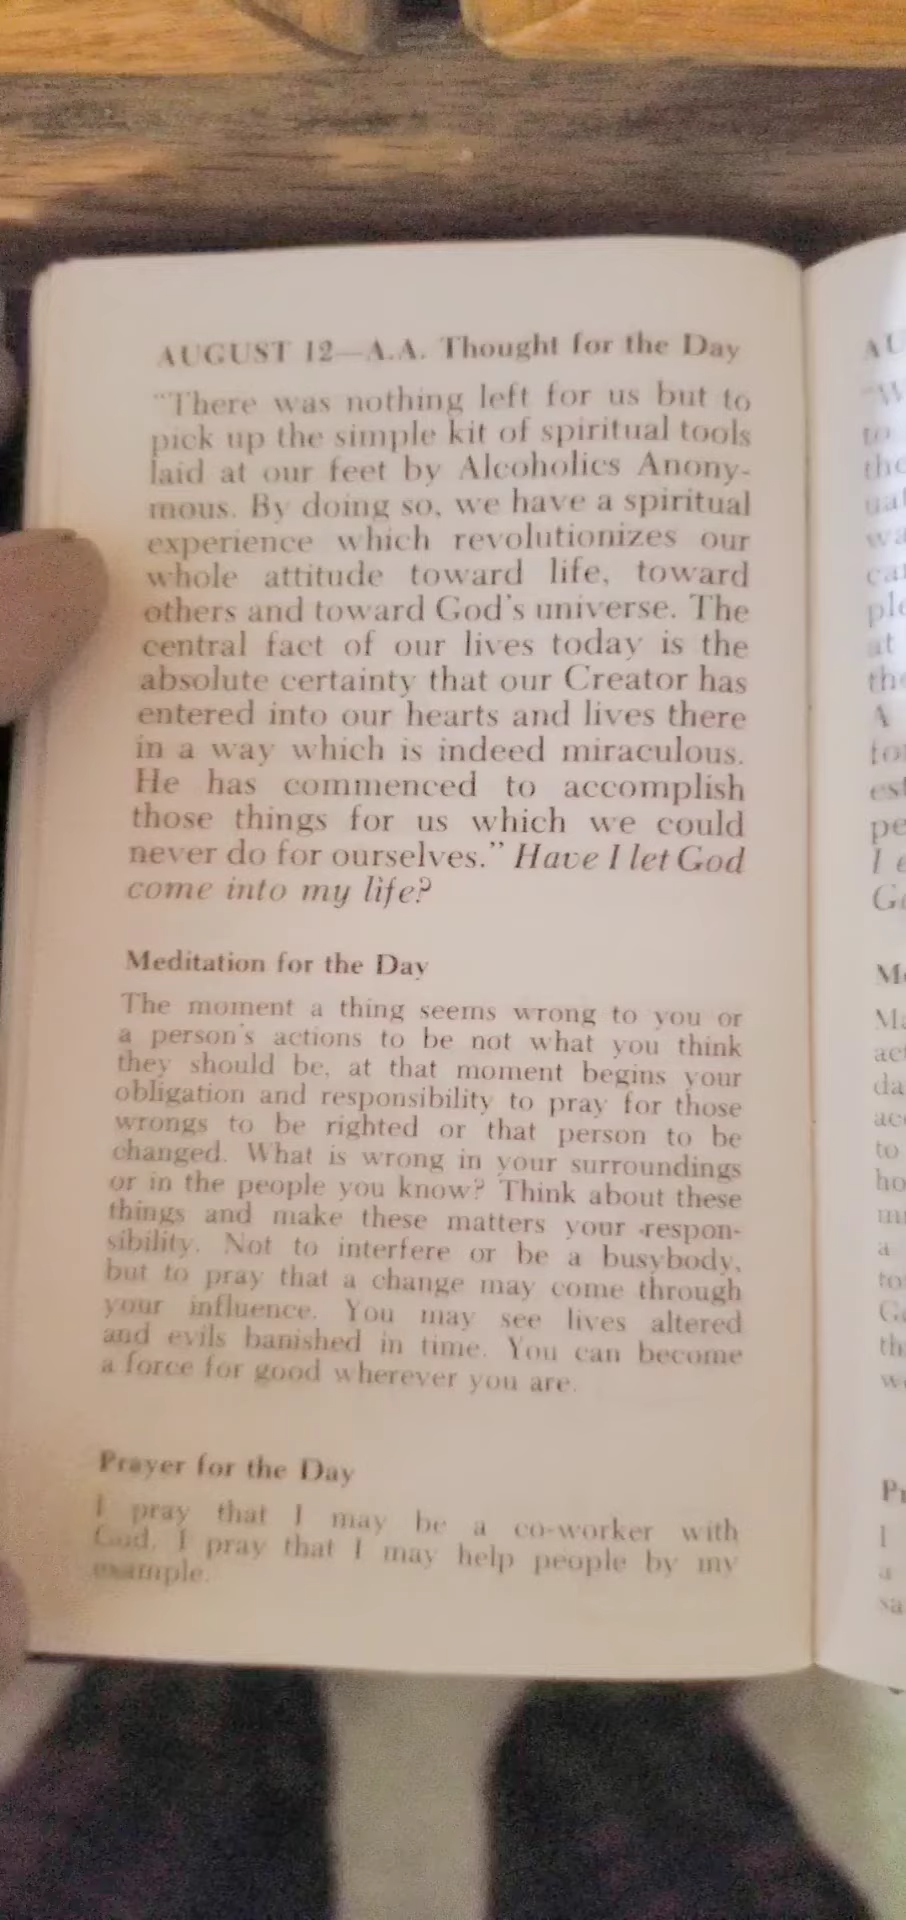 AUGUST 12—A.A. Thought for the Day
"There was nothing left for us but to
pick up the simple kit of spiritual tools
laid at our feet by Alcoholics Anony-
mous. By doing so, we have a spiritual
experience which revolutionizes our
whole attitude toward life, toward
others and toward God's universe. The
central fact of our lives today is the
absolute certainty that our Creator has
entered into our hearts and lives there
in a way which is indeed miraculous.
He has commenced to accomplish
those things for us which we could
never do for ourselves." Have I let God
come into my life?
Meditation for the Day
The moment a thing seems wrong to you or
a person's actions to be not what you think
they should be, at that moment begins your
obligation and responsibility to pray for those
wrongs to be righted or that person to be
changed. What is wrong in your surroundings
or in the people you know? Think about these
things and make these matters your respon-
sibility. Not to interfere or be a busybody,
but to pray that a change may come through
your influence. You may see lives altered
and evils banished in time. You can become
a force for good wherever you are.
Prayer for the Day
I pray that I may be a co-worker with
God. I pray that I may help people by my
example.